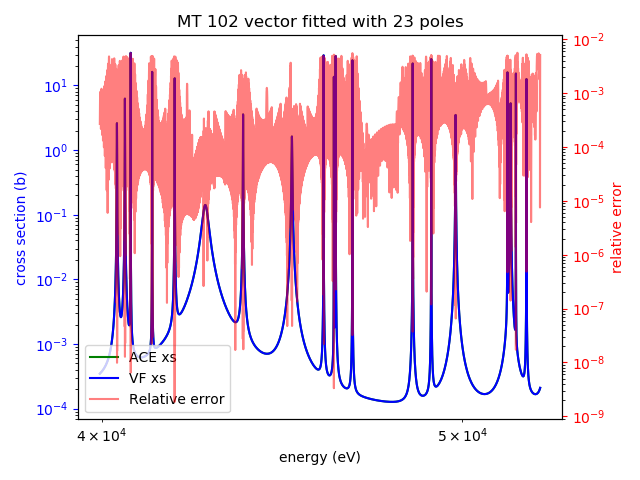 MT 102 vector fitted with 23 poles
10¹
10⁰
10⁻¹
10⁻²
10⁻³
10⁻⁴
cross section (b)
10⁻²
10⁻³
10⁻⁴
10⁻⁵
10⁻⁶
10⁻⁷
10⁻⁸
10⁻⁹
relative error
ACE xs
VF xs
Relative error
4 × 10⁴
5 × 10⁴
energy (eV)